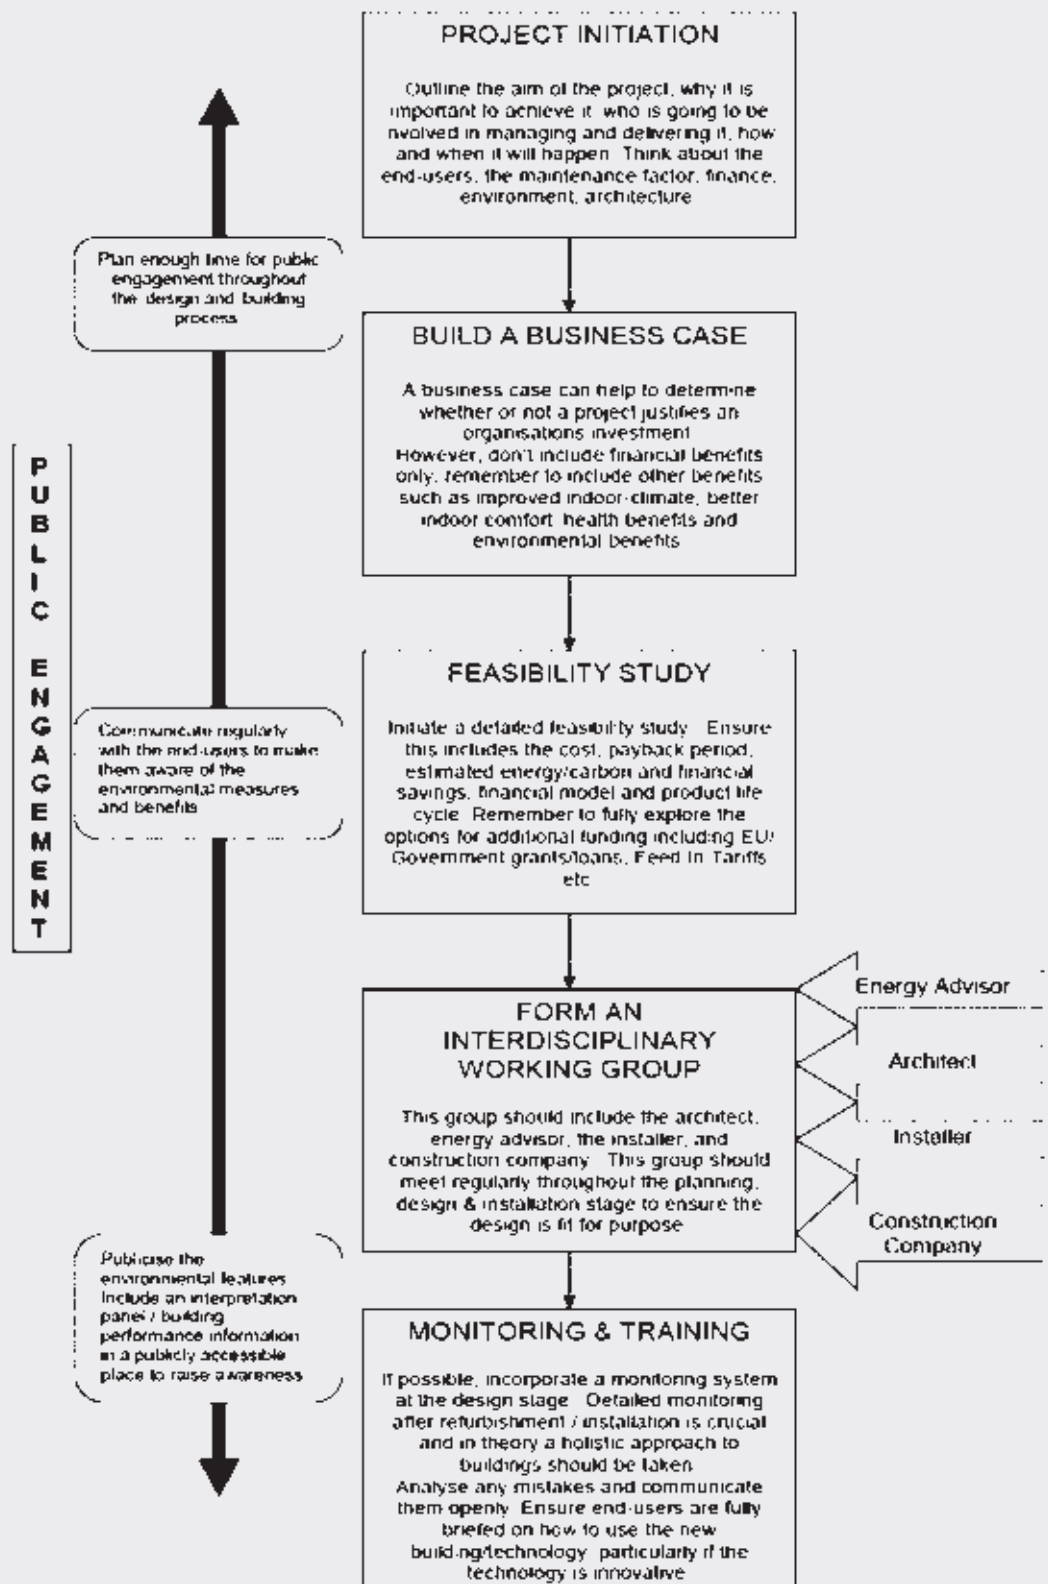 PROJECT INITIATION
Outline the aim of the project, why it is
important to achieve it, who is going to be
involved in managing and delivering it, how
and when it will happen. Think about the
end-users, the maintenance factor, finance,
environment, architecture
Plan enough time for public
engagement throughout
the design and building
process
BUILD A BUSINESS CASE
A business case can help to determine
whether or not a project justifies an
organisations investment
However, don't include financial benefits
only, remember to include other benefits
such as improved indoor-climate, better
indoor comfort, health benefits and
environmental benefits
PUBLIC ENGAGEMENT
FEASIBILITY STUDY
Initiate a detailed feasibility study. Ensure
this includes the cost, payback period,
estimated energy/carbon and financial
savings, financial model and product life
cycle. Remember to fully explore the
options for additional funding including EU/
Government grants/loans, Feed In Tariffs
etc
Communicate regularly
with the end-users to make
them aware of the
environmental measures
and benefits
FORM AN
INTERDISCIPLINARY
WORKING GROUP
This group should include the architect,
energy advisor, the installer, and
construction company. This group should
meet regularly throughout the planning,
design & installation stage to ensure the
design is fit for purpose
Energy Advisor
Architect
Installer
Construction
Company
Publicise the
environmental features
Include an interpretation
panel / building
performance information
in a publicly accessible
place to raise awareness
MONITORING & TRAINING
If possible, incorporate a monitoring system
at the design stage. Detailed monitoring
after refurbishment / installation is crucial
and in theory a holistic approach to
buildings should be taken
Analyse any mistakes and communicate
them openly. Ensure end-users are fully
briefed on how to use the new
building/technology, particularly if the
technology is innovative